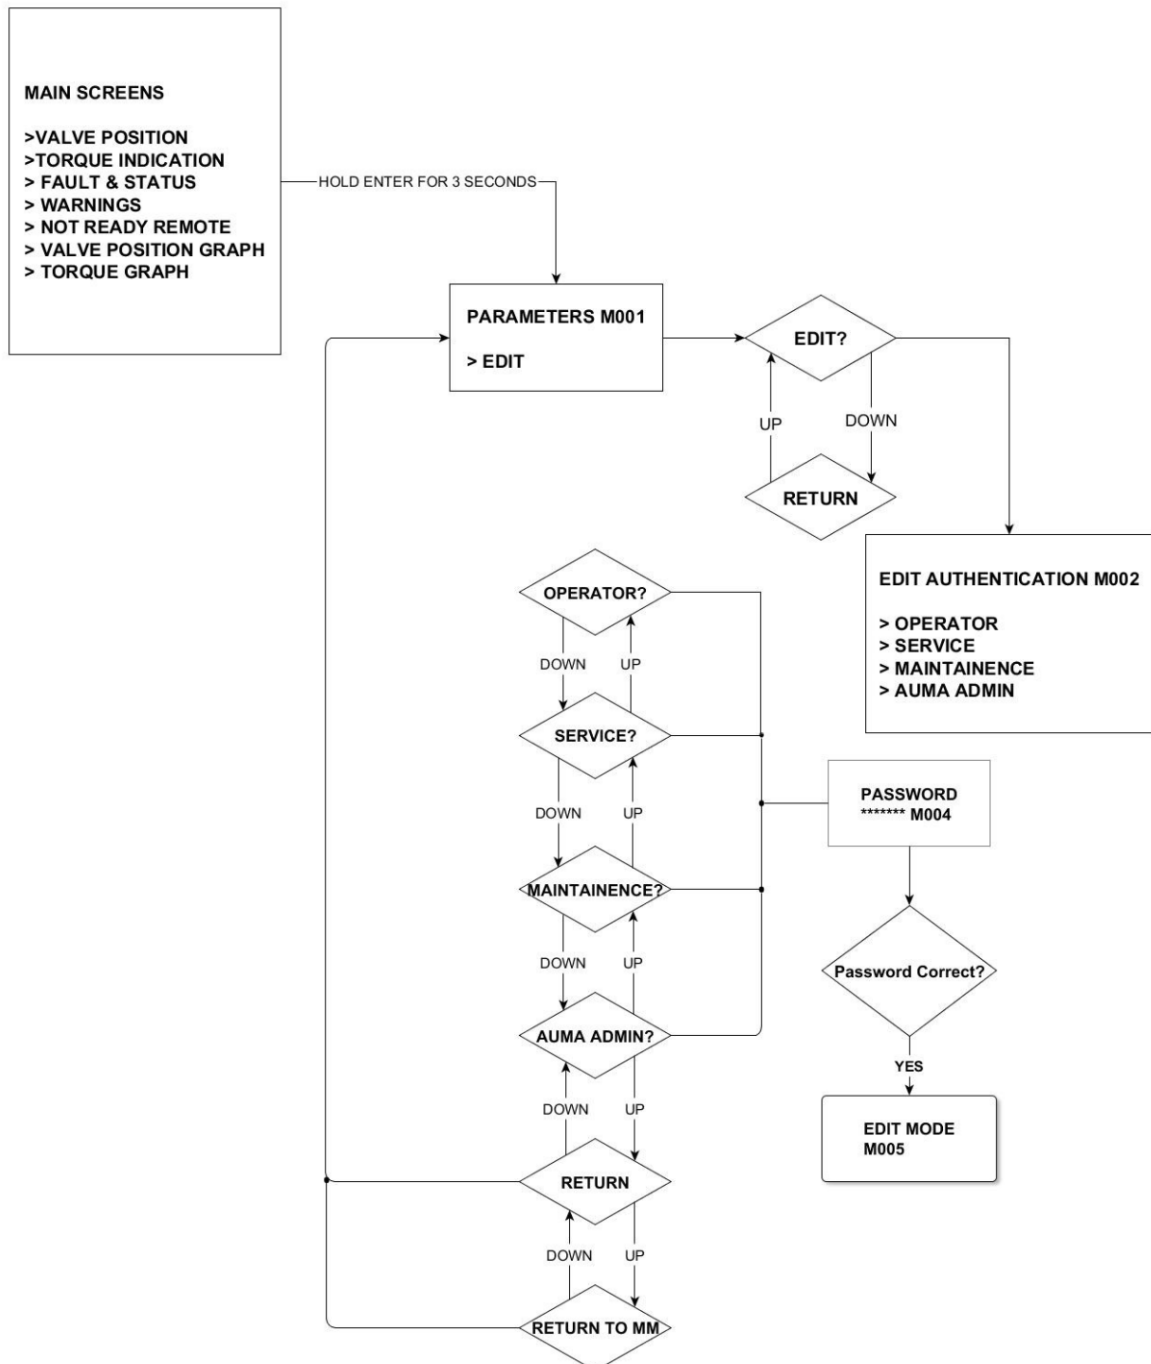 MAIN SCREENS
>VALVE POSITION
>TORQUE INDICATION
> FAULT & STATUS
> WARNINGS
> NOT READY REMOTE
> VALVE POSITION GRAPH
> TORQUE GRAPH
HOLD ENTER FOR 3 SECONDS
PARAMETERS M001
> EDIT
EDIT?
UP
DOWN
RETURN
EDIT AUTHENTICATION M002
> OPERATOR
> SERVICE
> MAINTAINENCE
> AUMA ADMIN
OPERATOR?
DOWN
UP
SERVICE?
DOWN
UP
MAINTAINENCE?
DOWN
UP
AUMA ADMIN?
DOWN
UP
RETURN
DOWN
UP
RETURN TO MM
PASSWORD
******* M004
Password Correct?
YES
EDIT MODE
M005